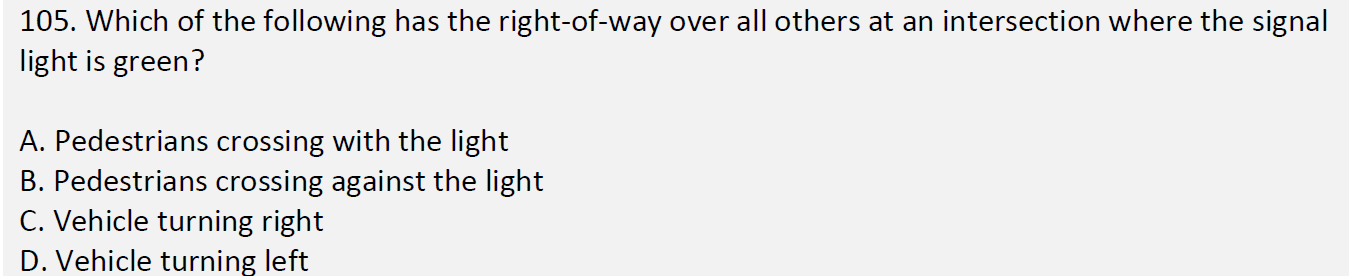 105. Which of the following has the right-of-way over all others at an intersection where the signal
light is green?
A. Pedestrians crossing with the light
B. Pedestrians crossing against the light
C. Vehicle turning right
D. Vehicle turning left